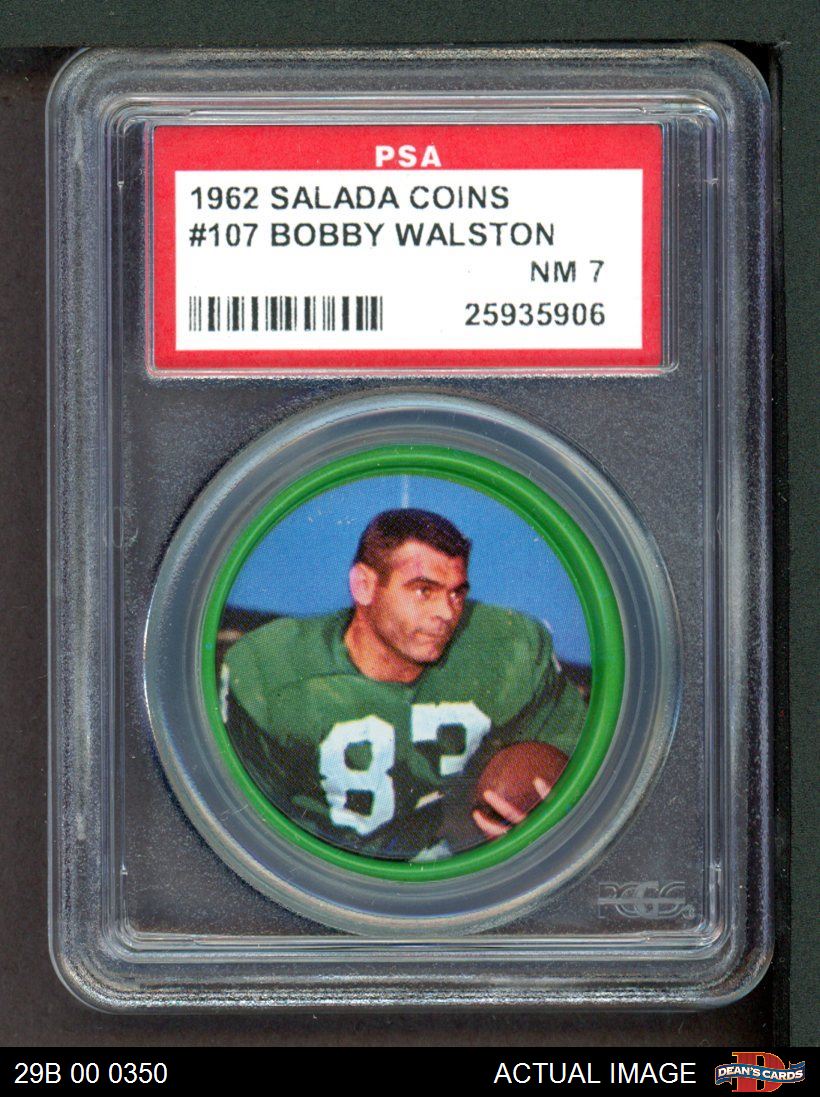 PSA
1962 SALADA COINS
#107 BOBBY WALSTON
NM 7
25935906
83
PCGS
29B 00 0350
ACTUAL IMAGE
D
DEAN'S CARDS